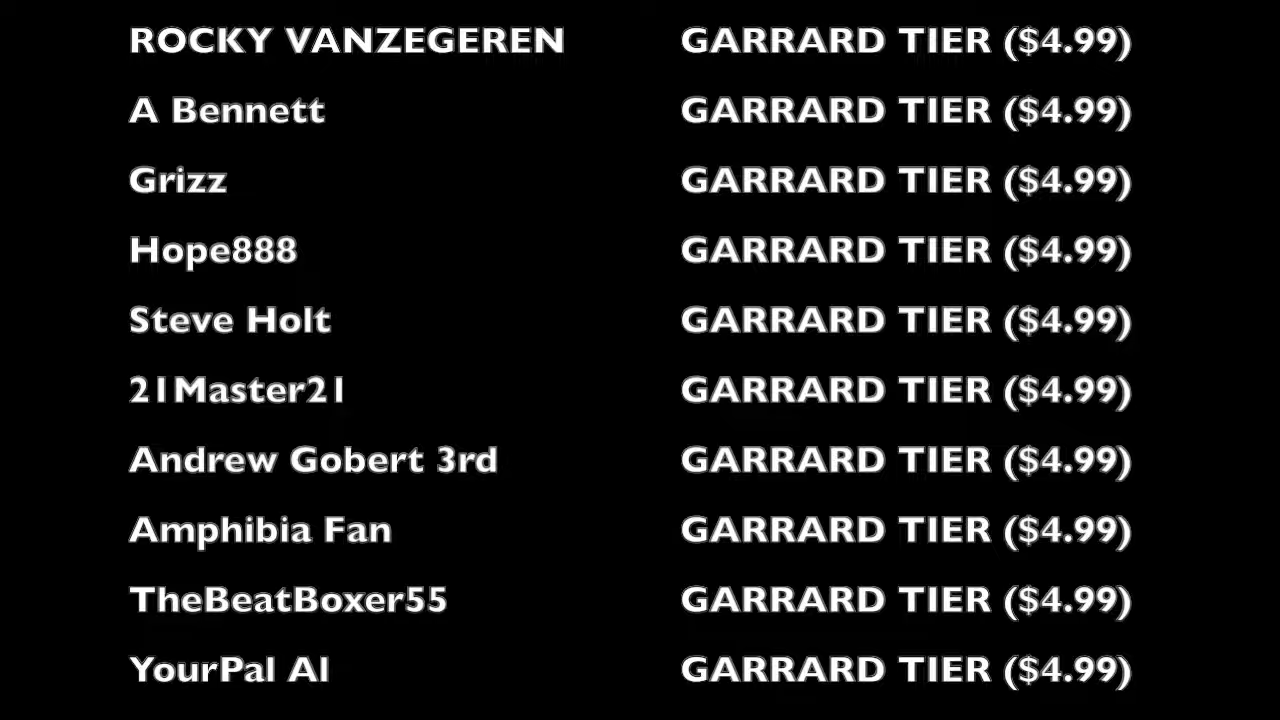 ROCKY VANZEGEREN GARRARD TIER ($4.99)
A Bennett GARRARD TIER ($4.99)
Grizz GARRARD TIER ($4.99)
Hope888 GARRARD TIER ($4.99)
Steve Holt GARRARD TIER ($4.99)
21Master21 GARRARD TIER ($4.99)
Andrew Gobert 3rd GARRARD TIER ($4.99)
Amphibia Fan GARRARD TIER ($4.99)
TheBeatBoxer55 GARRARD TIER ($4.99)
YourPal Al GARRARD TIER ($4.99)